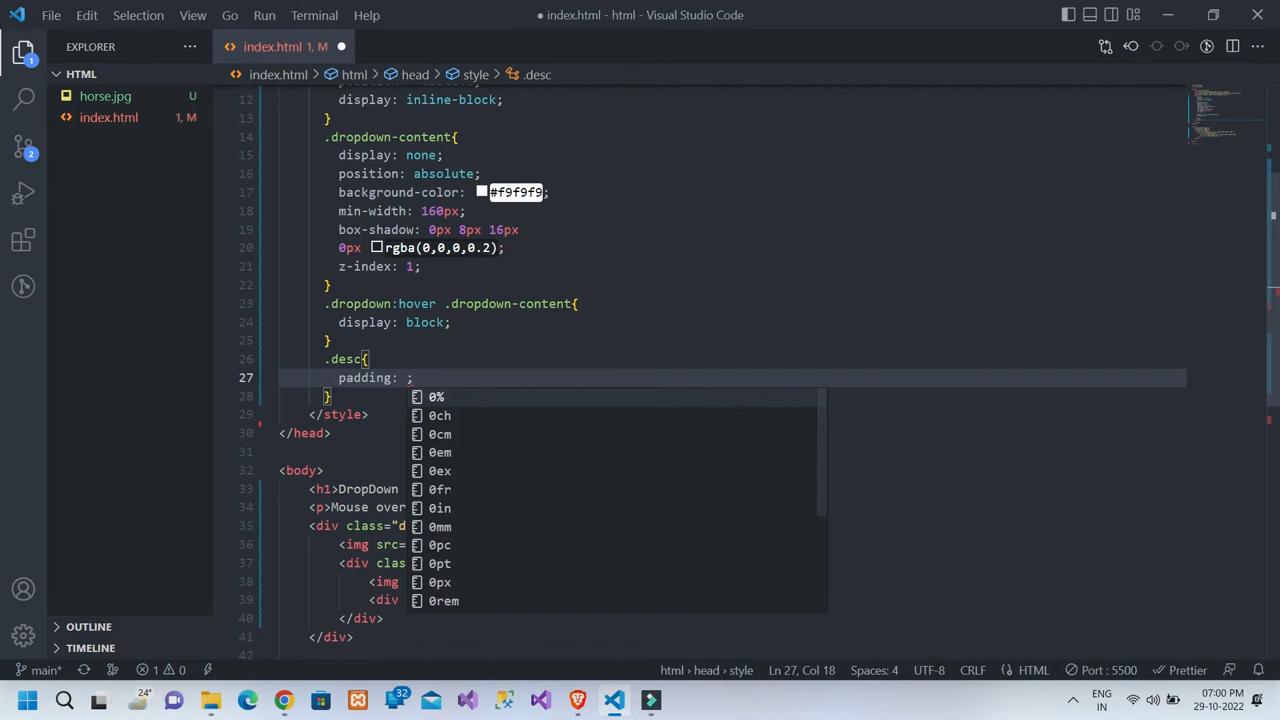 File Edit Selection View Go Run Terminal Help
● index.html - html - Visual Studio Code
EXPLORER
index.html 1, M
HTML
horse.jpg U
index.html 1, M
index.html > html > head > style > .desc
12 display: inline-block;
13 }
14 .dropdown-content{
15 display: none;
16 position: absolute;
17 background-color: #f9f9f9;
18 min-width: 160px;
19 box-shadow: 0px 8px 16px
20 0px rgba(0,0,0,0.2);
21 z-index: 1;
22 }
23 .dropdown:hover .dropdown-content{
24 display: block;
25 }
26 .desc{
27 padding: ;
28 }
29 </style>
30 </head>
31
32 <body>
33 <h1>DropDown
34 <p>Mouse over
35 <div class="d
36 <img src=
37 <div clas
38 <img
39 <div
40 </div>
41 </div>
42
0%
0ch
0cm
0em
0ex
0fr
0in
0mm
0pc
0pt
0px
0rem
OUTLINE
TIMELINE
1
2
main* 1 0 html > head > style Ln 27, Col 18 Spaces: 4 UTF-8 CRLF {} HTML Port : 5500 Prettier
24° 32 ENG IN 07:00 PM 29-10-2022